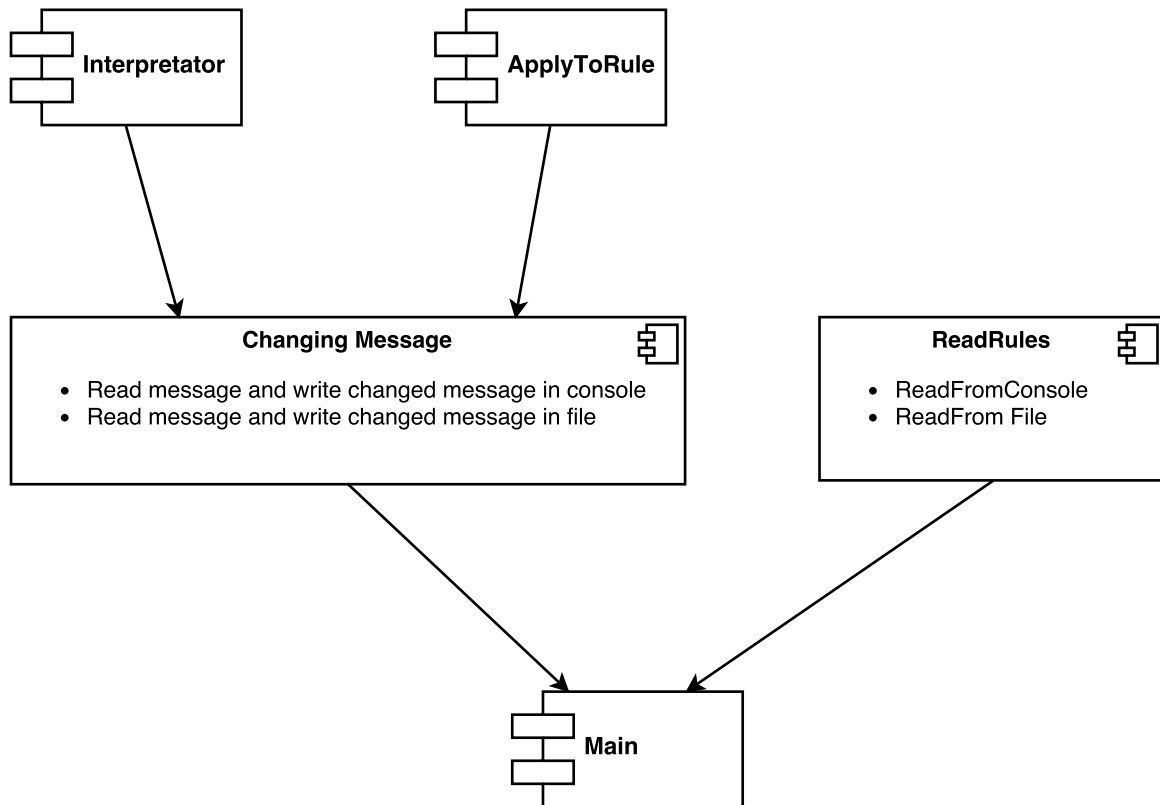 Interpretator
ApplyToRule
Changing Message
• Read message and write changed message in console
• Read message and write changed message in file
ReadRules
• ReadFromConsole
• ReadFrom File
Main